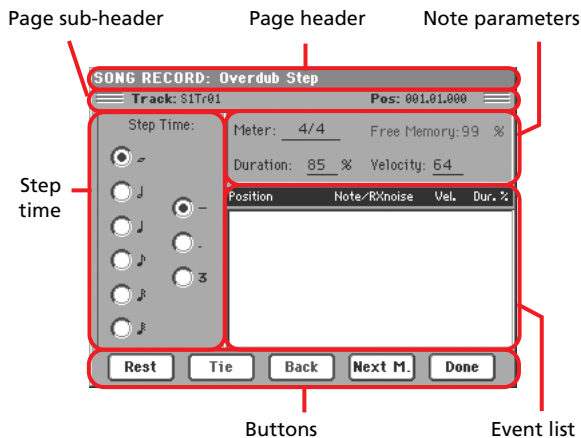 Page sub-header
Page header
Note parameters
SONG RECORD: Overdub Step
Track: S1Tr01
Pos: 001.01.000
Step Time:
Meter: 4/4
Free Memory:99 %
Duration: 85 %
Velocity: 64
Step time
Position Note/RXnoise Vel. Dur.%
-
.
3
Rest
Tie
Back
Next M.
Done
Buttons
Event list